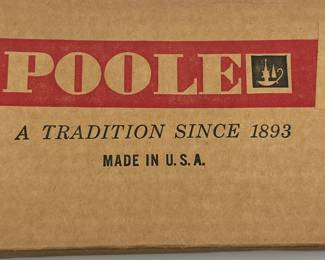 POOLE
A TRADITION SINCE 1893
MADE IN U.S.A.